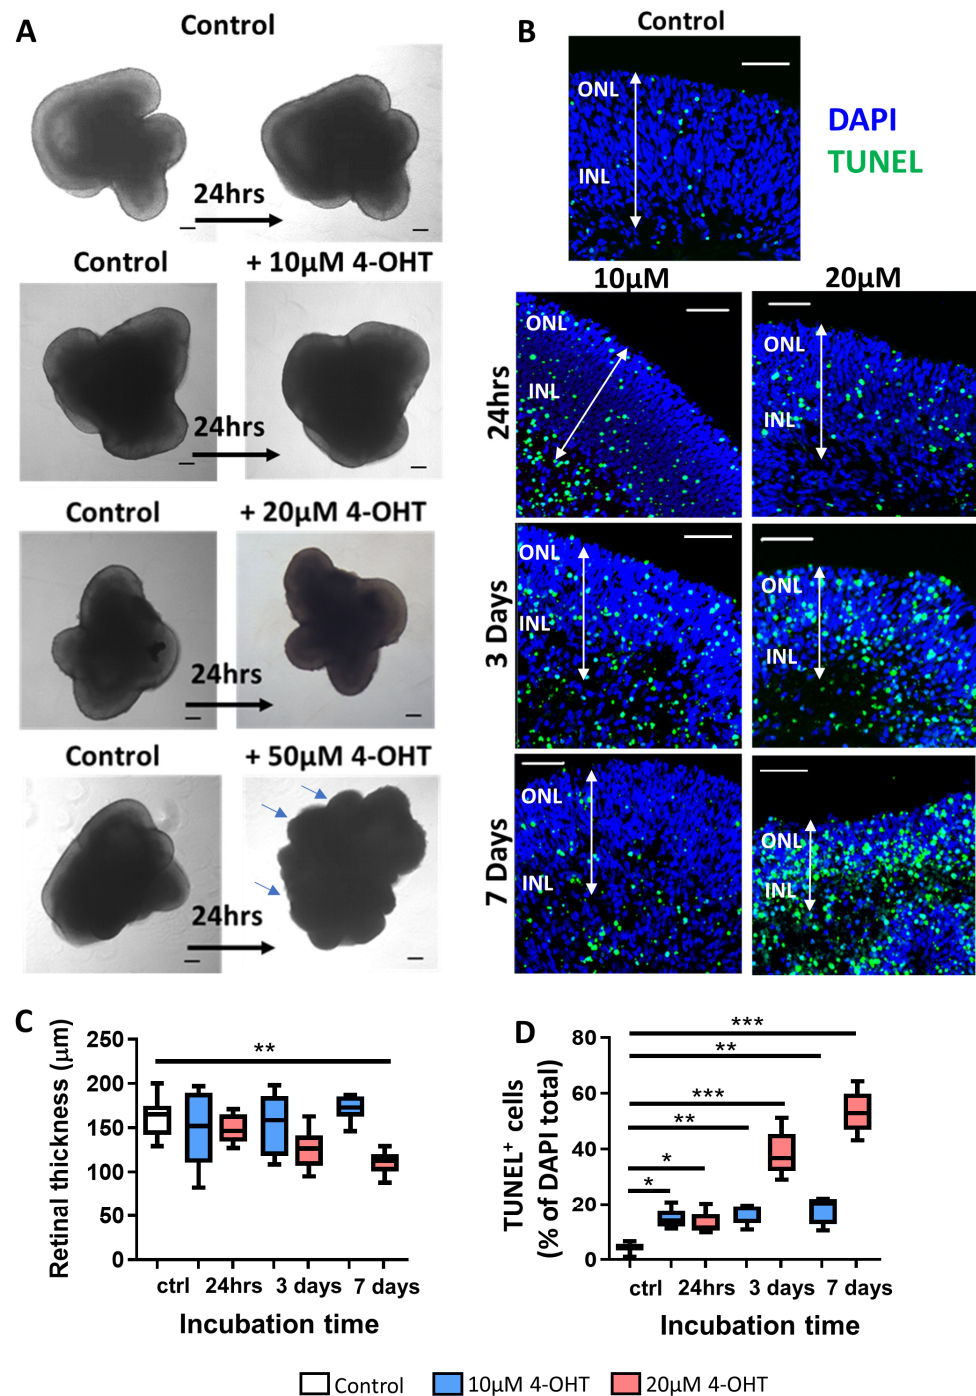 A
Control
24hrs
Control
+ 10µM 4-OHT
24hrs
Control
+ 20µM 4-OHT
24hrs
Control
+ 50µM 4-OHT
24hrs
B
Control
ONL
INL
DAPI
TUNEL
10µM
20µM
24hrs
ONL
INL
ONL
INL
3 Days
ONL
INL
ONL
INL
7 Days
ONL
INL
ONL
INL
C
Retinal thickness (µm)
250
200
150
100
50
0
**
ctrl
24hrs
3 days
7 days
Incubation time
D
TUNEL⁺ cells
(% of DAPI total)
80
60
40
20
0
***
**
***
**
*
*
ctrl
24hrs
3 days
7 days
Incubation time
Control
10µM 4-OHT
20µM 4-OHT